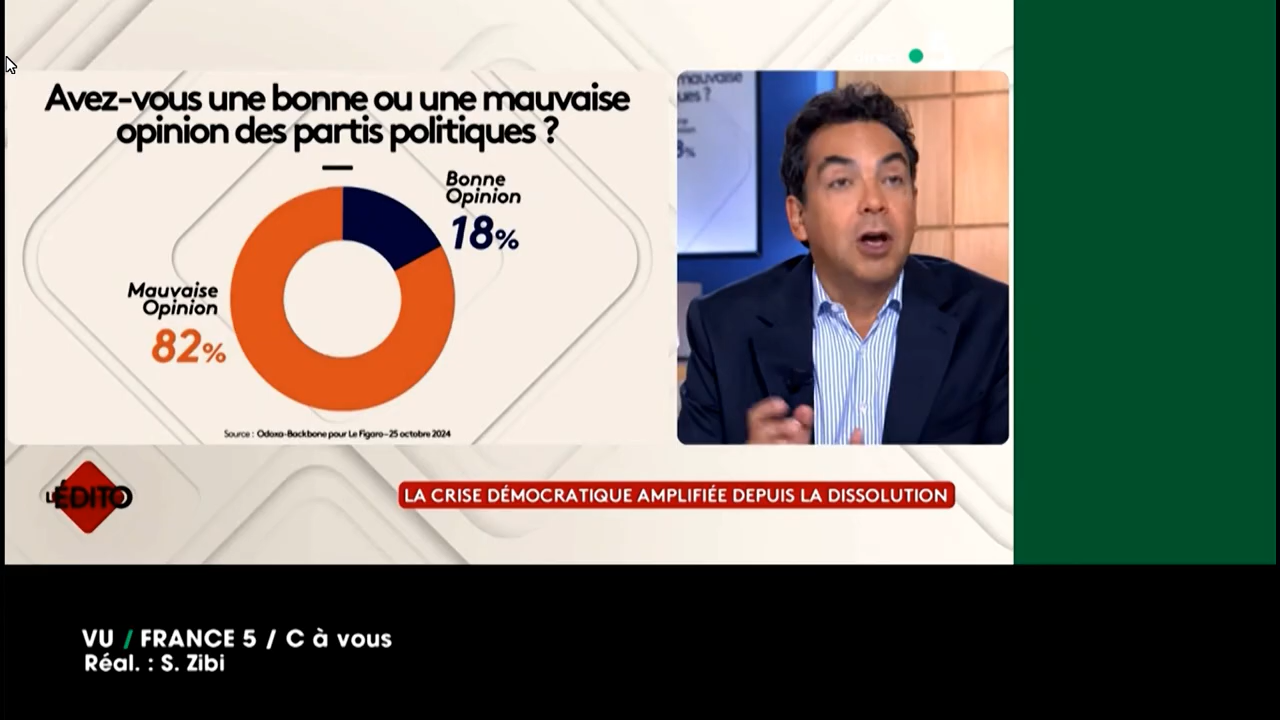 Avez-vous une bonne ou une mauvaise
opinion des partis politiques ?
Bonne
Opinion
18%
Mauvaise
Opinion
82%
Source : Odoxa-Backbone pour Le Figaro-25 octobre 2024
mauvaise
ques ?
L'ÉDITO
LA CRISE DÉMOCRATIQUE AMPLIFIÉE DEPUIS LA DISSOLUTION
VU / FRANCE 5 / C à vous
Réal. : S. Zibi